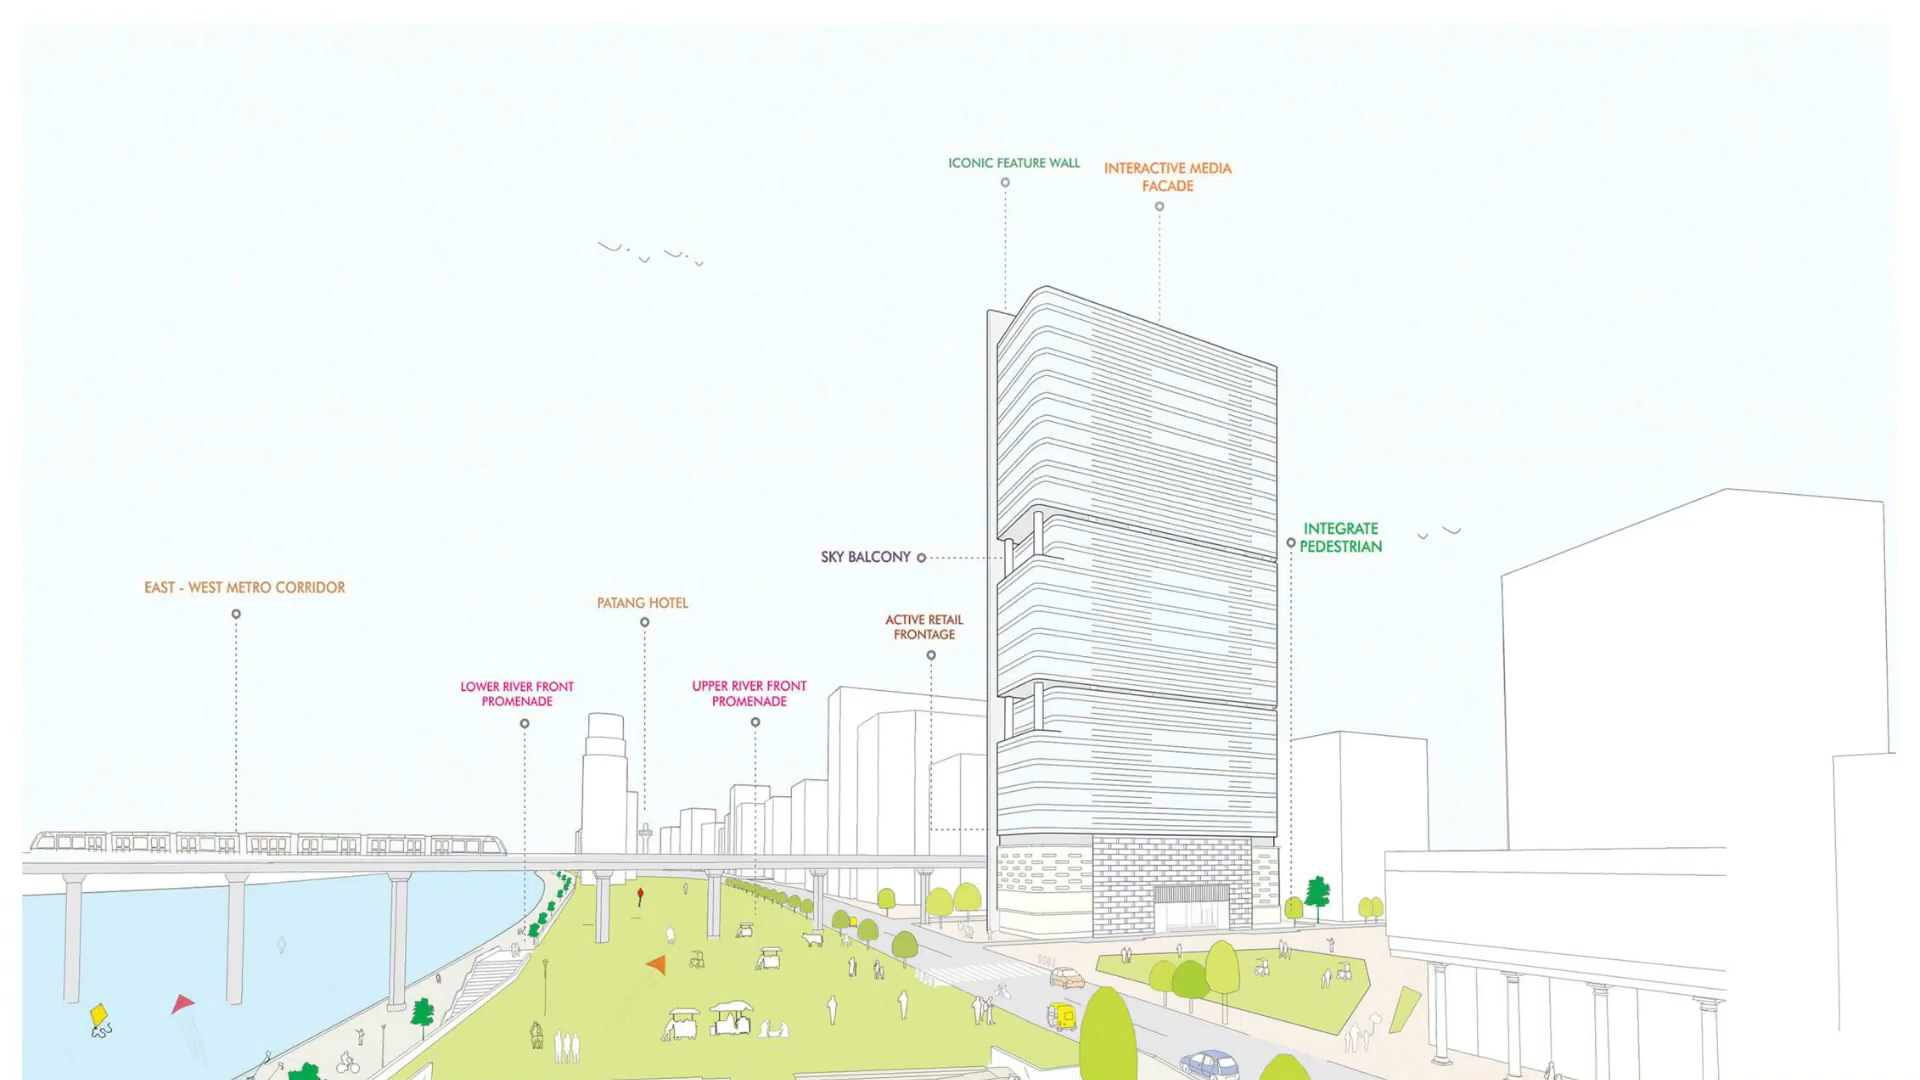 ICONIC FEATURE WALL
INTERACTIVE MEDIA
FACADE
INTEGRATE
PEDESTRIAN
SKY BALCONY
EAST - WEST METRO CORRIDOR
PATANG HOTEL
ACTIVE RETAIL
FRONTAGE
LOWER RIVER FRONT
PROMENADE
UPPER RIVER FRONT
PROMENADE